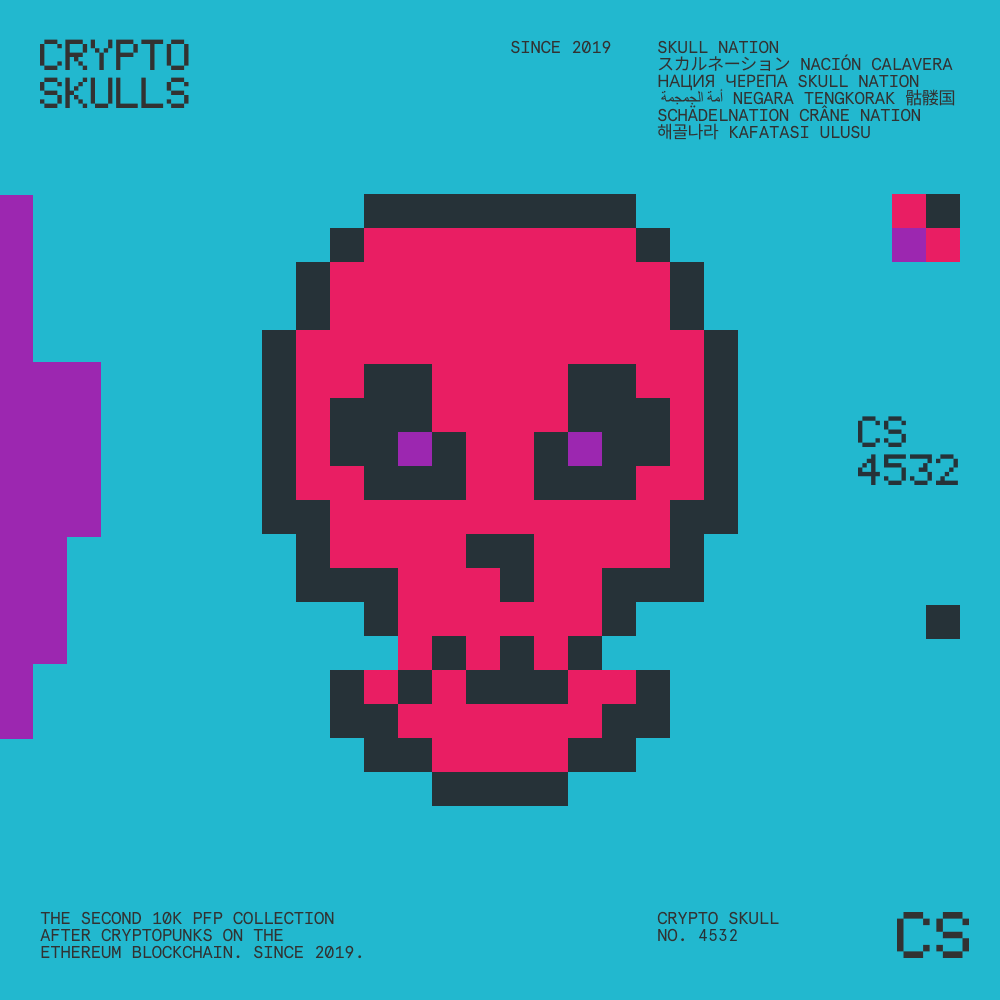 CRYPTO
SKULLS
SINCE 2019
SKULL NATION
スカルネーション NACIÓN CALAVERA
НАЦИЯ ЧЕРЕПА SKULL NATION
أمة الجمجمة NEGARA TENGKORAK 骷髅国
SCHÄDELNATION CRÂNE NATION
해골나라 KAFATASI ULUSU
CS
4532
THE SECOND 10K PFP COLLECTION
AFTER CRYPTOPUNKS ON THE
ETHEREUM BLOCKCHAIN. SINCE 2019.
CRYPTO SKULL
NO. 4532
CS